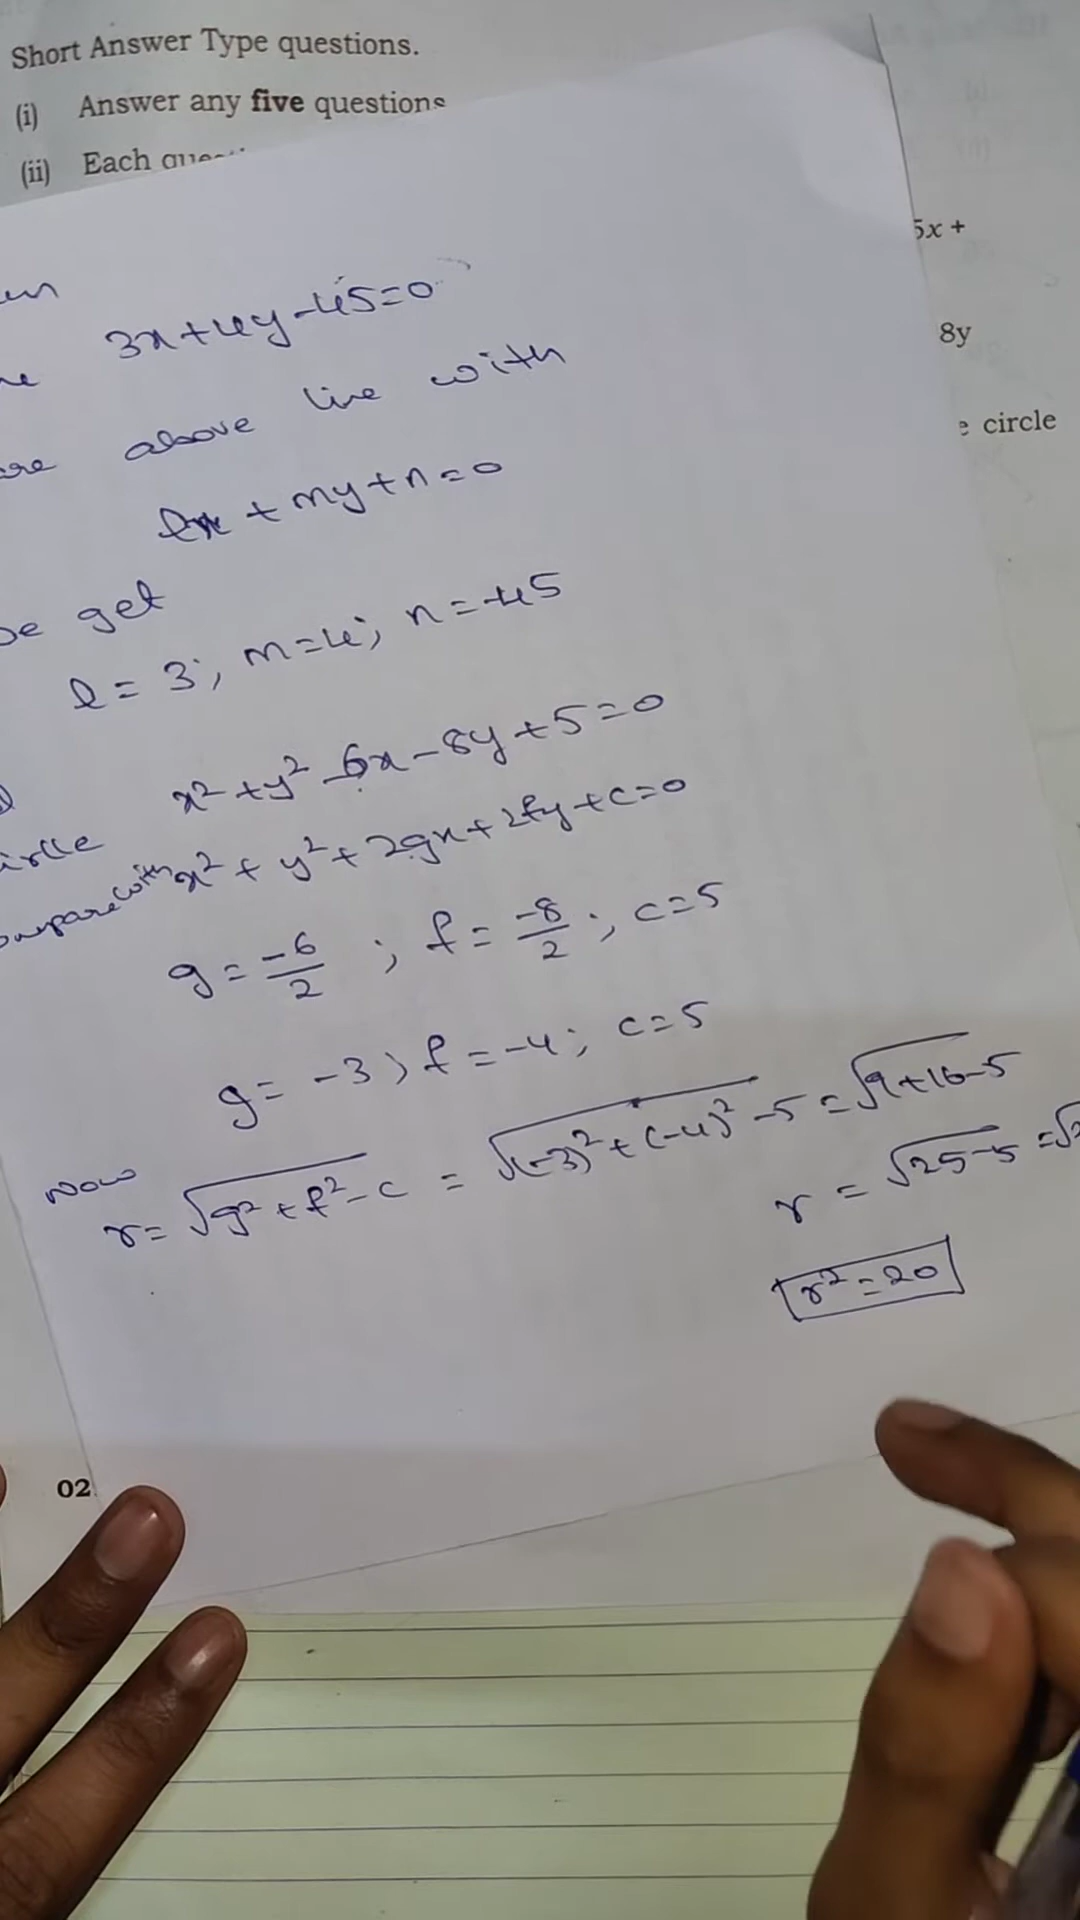 Short Answer Type questions.
(i) Answer any five questions
(ii) Each
5x +
8y
circle
3x+4y-45=0
above line with
lx + my + n = 0
get
l = 3; m=4; n=-45
x² + y² - 6x - 8y + 5 = 0
with x² + y² + 2gx + 2fy + c = 0
g = -6/2 ; f = -8/2 ; c=5
g = -3; f = -4; c=5
Now
r = √g² + f² - c = √(-3)² + (-4)² - 5 = √9+16-5
r = √25-5 = √
r² = 20
02